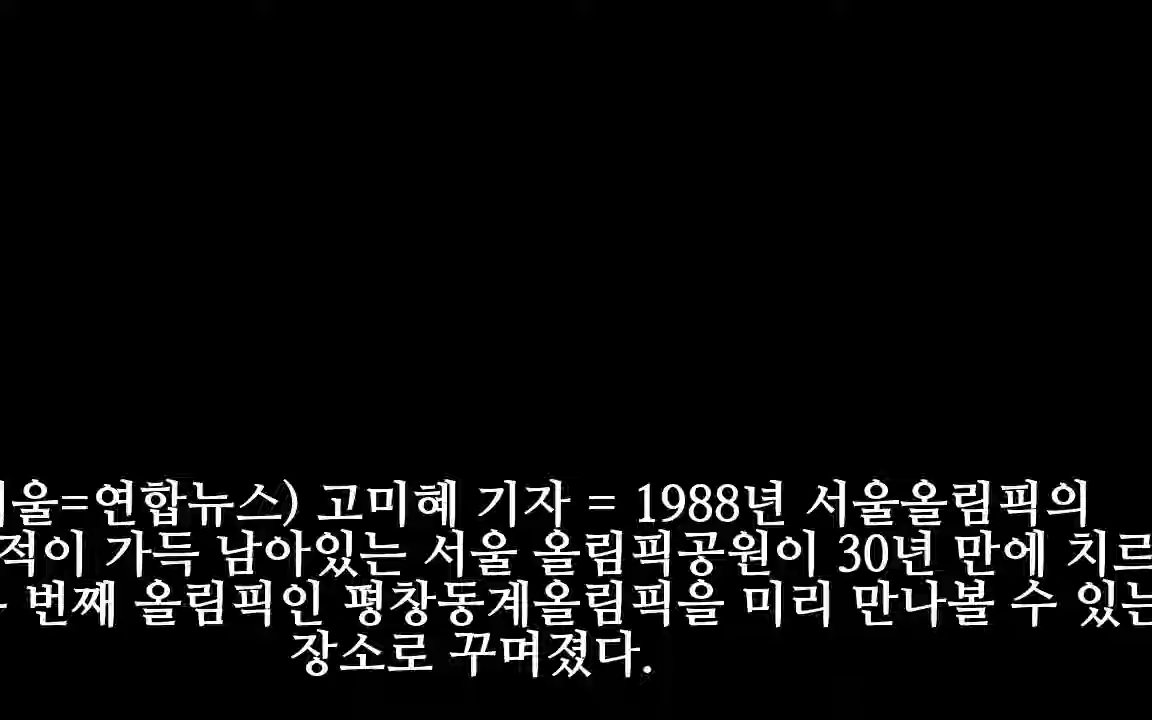 울=연합뉴스) 고미혜 기자 = 1988년 서울올림픽의
적이 가득 남아있는 서울 올림픽공원이 30년 만에 치르
번째 올림픽인 평창동계올림픽을 미리 만나볼 수 있는
장소로 꾸며졌다.